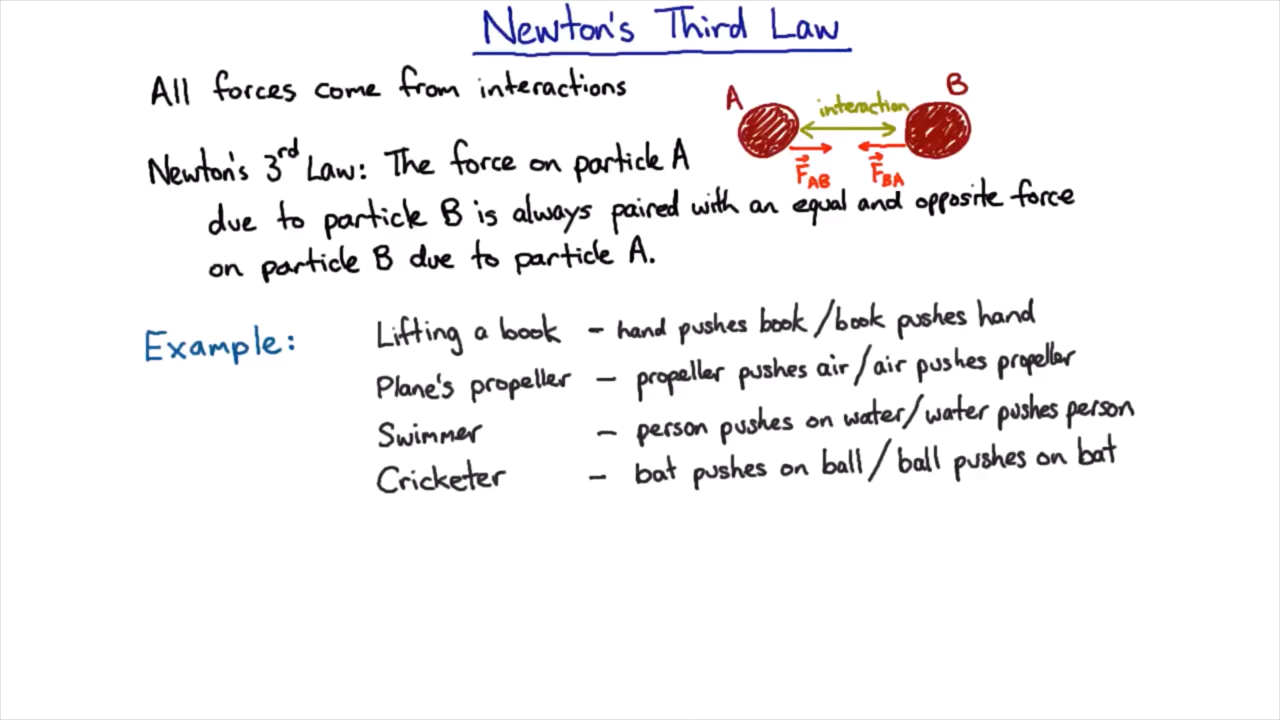 Newton's Third Law
All forces come from interactions
A
B
interaction
F⃗AB
F⃗BA
Newton's 3rd Law: The force on particle A
due to particle B is always paired with an equal and opposite force
on particle B due to particle A.
Example:
Lifting a book – hand pushes book / book pushes hand
Plane's propeller – propeller pushes air / air pushes propeller
Swimmer – person pushes on water / water pushes person
Cricketer – bat pushes on ball / ball pushes on bat